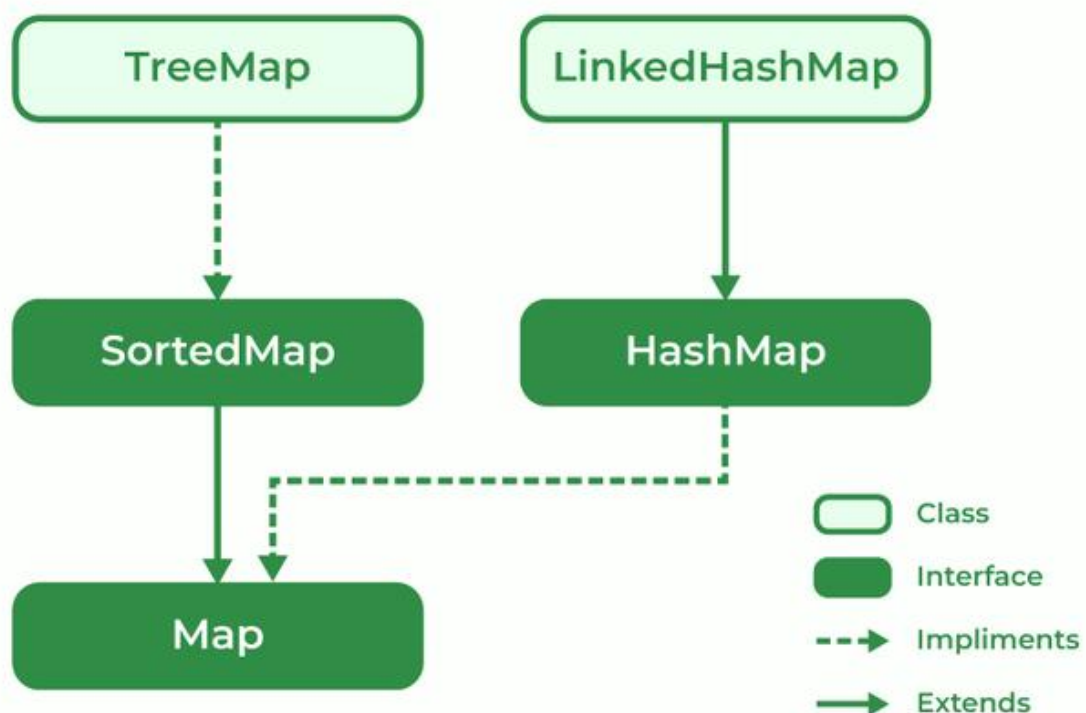 TreeMap
LinkedHashMap
SortedMap
HashMap
Map
Class
Interface
Impliments
Extends